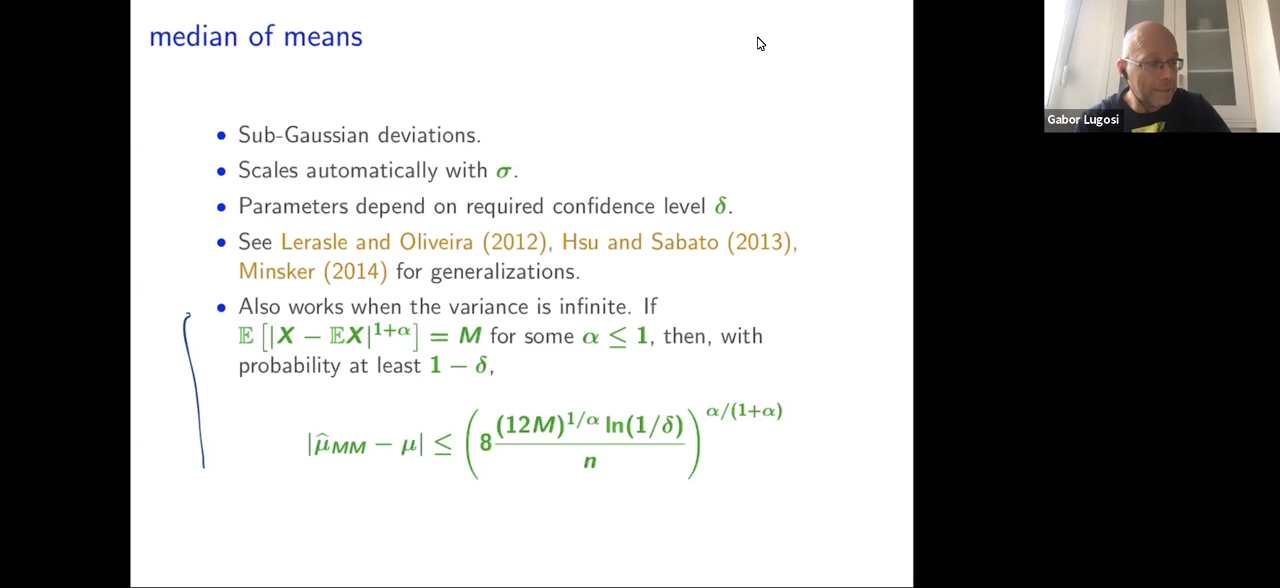 median of means
• Sub-Gaussian deviations.
• Scales automatically with σ.
• Parameters depend on required confidence level δ.
• See Lerasle and Oliveira (2012), Hsu and Sabato (2013),
Minsker (2014) for generalizations.
• Also works when the variance is infinite. If
𝔼 [|X − 𝔼X|^{1+α}] = M for some α ≤ 1, then, with
probability at least 1 − δ,
|μ̂_{MM} − μ| ≤ (8 (12M)^{1/α} ln(1/δ) / n)^{α/(1+α)}
Gabor Lugosi